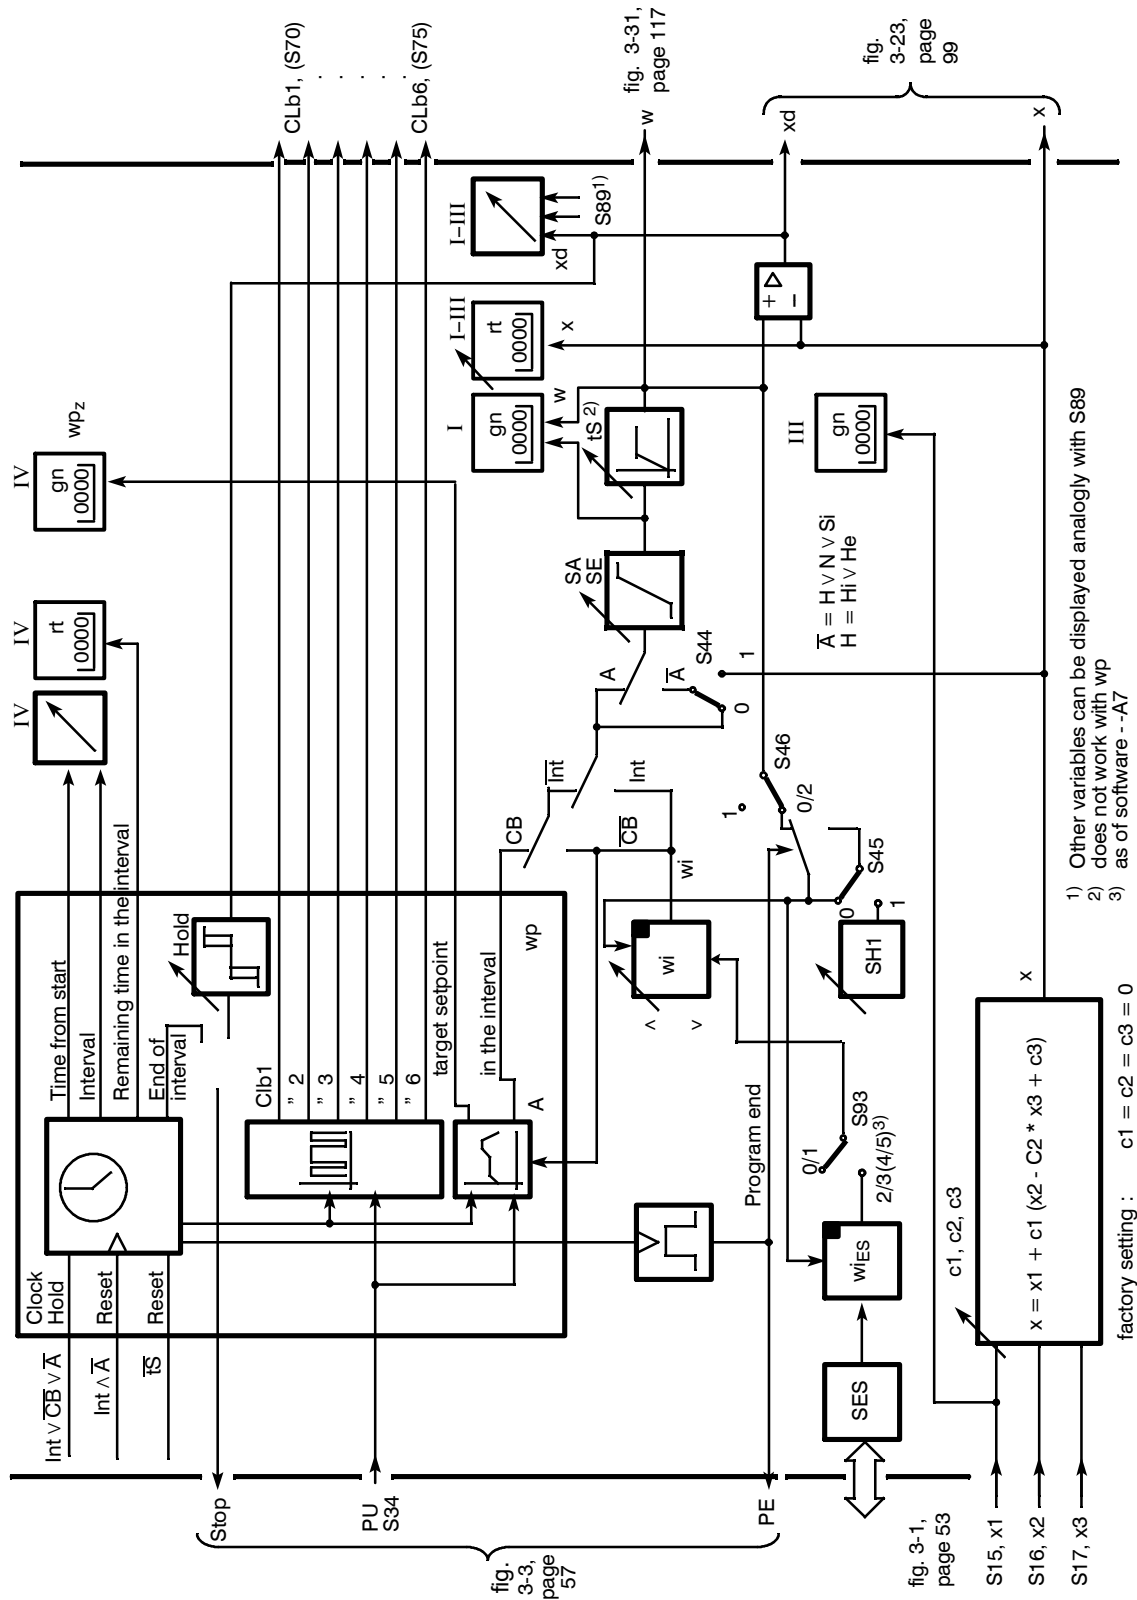 Int ∨ C̅B̅ ∨ A̅
Int ∧ A̅
t̅S̅
Clock
Hold
Reset
Reset
Time from start
Interval
Remaining time in the interval
End of
interval
Hold
IV
IV
rt
0000
IV
gn
0000
wpz
Stop
PU
S34
PE
fig.
3-3,
page
57
Clb1
” 2
” 3
” 4
” 5
” 6
target setpoint
in the interval
A
wp
CLb1, (S70)
. . . . .
CLb6, (S75)
CB
C̅B̅
I̅n̅t̅
Int
wi
A
A̅
S44
0
1
SA
SE
tS 2)
I
gn
0000
w
I–III
rt
0000
x
I–III
xd
S89 1)
w
fig. 3-31,
page 117
Program end
wi
^
v
S93
0/1
2/3(4/5)3)
wiES
SES
SH1
S45
0
1
S46
1
0/2
+
−
xd
x
fig.
3-23,
page
99
A̅ = H ∨ N ∨ Si
H = Hi ∨ He
III
gn
0000
fig. 3-1,
page 53
S15, x1
S16, x2
S17, x3
c1, c2, c3
x = x1 + c1 (x2 - C2 * x3 + c3)
x
factory setting : c1 = c2 = c3 = 0
1) Other variables can be displayed analogly with S89
2) does not work with wp
3) as of software - -A7